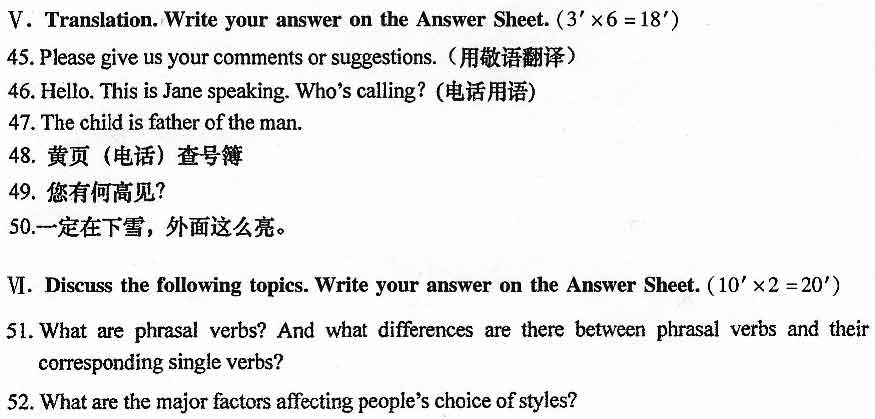 Ⅴ. Translation. Write your answer on the Answer Sheet. (3′×6=18′)
45. Please give us your comments or suggestions.（用敬语翻译）
46. Hello. This is Jane speaking. Who's calling? (电话用语)
47. The child is father of the man.
48. 黄页（电话）查号簿
49. 您有何高见?
50.一定在下雪，外面这么亮。
Ⅵ. Discuss the following topics. Write your answer on the Answer Sheet. (10′×2=20′)
51. What are phrasal verbs? And what differences are there between phrasal verbs and their
corresponding single verbs?
52. What are the major factors affecting people's choice of styles?